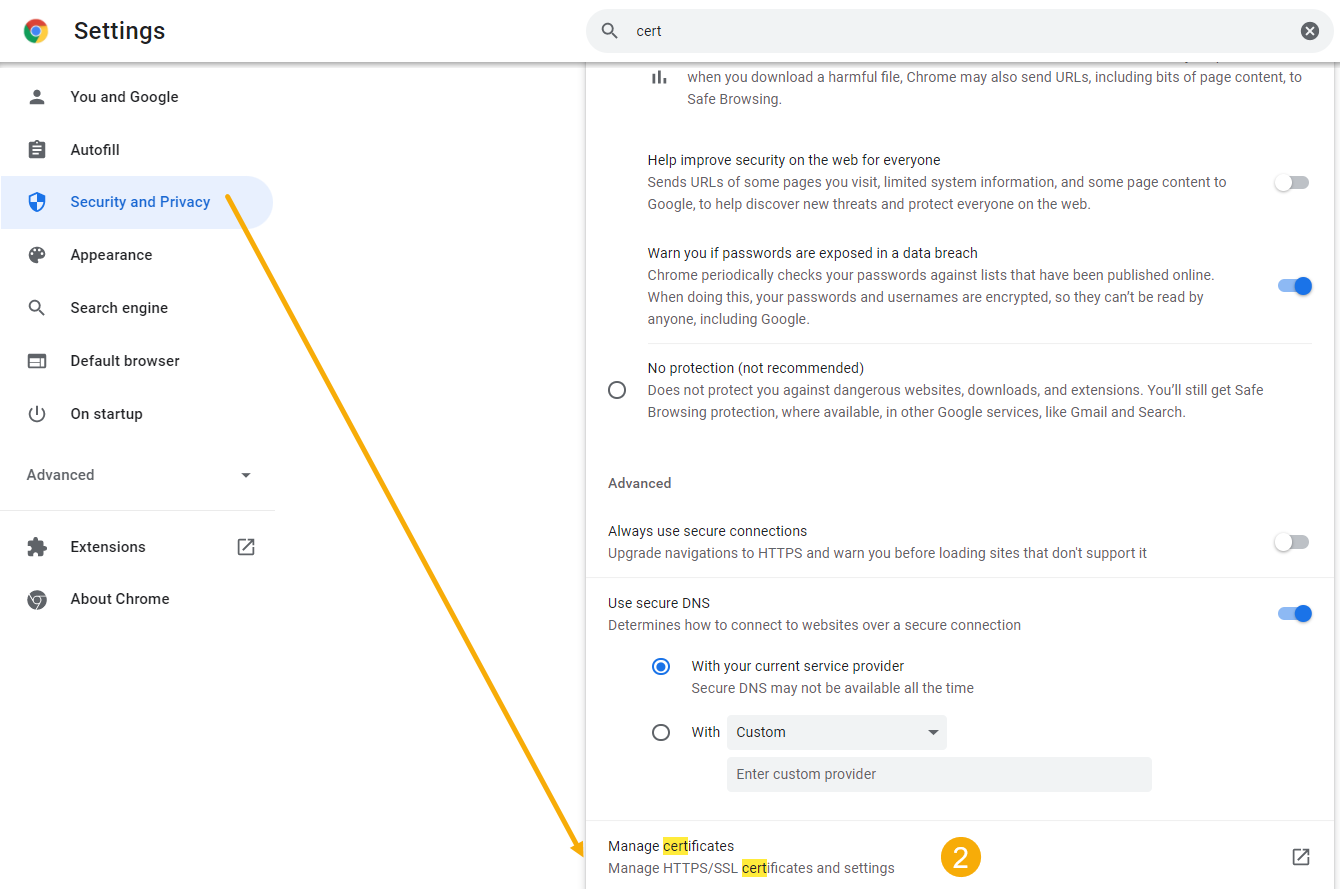 Settings
cert
You and Google
Autofill
Security and Privacy
Appearance
Search engine
Default browser
On startup
Advanced
Extensions
About Chrome
when you download a harmful file, Chrome may also send URLs, including bits of page content, to
Safe Browsing.
Help improve security on the web for everyone
Sends URLs of some pages you visit, limited system information, and some page content to
Google, to help discover new threats and protect everyone on the web.
Warn you if passwords are exposed in a data breach
Chrome periodically checks your passwords against lists that have been published online.
When doing this, your passwords and usernames are encrypted, so they can’t be read by
anyone, including Google.
No protection (not recommended)
Does not protect you against dangerous websites, downloads, and extensions. You’ll still get Safe
Browsing protection, where available, in other Google services, like Gmail and Search.
Advanced
Always use secure connections
Upgrade navigations to HTTPS and warn you before loading sites that don't support it
Use secure DNS
Determines how to connect to websites over a secure connection
With your current service provider
Secure DNS may not be available all the time
With Custom
Enter custom provider
Manage certificates
Manage HTTPS/SSL certificates and settings
2